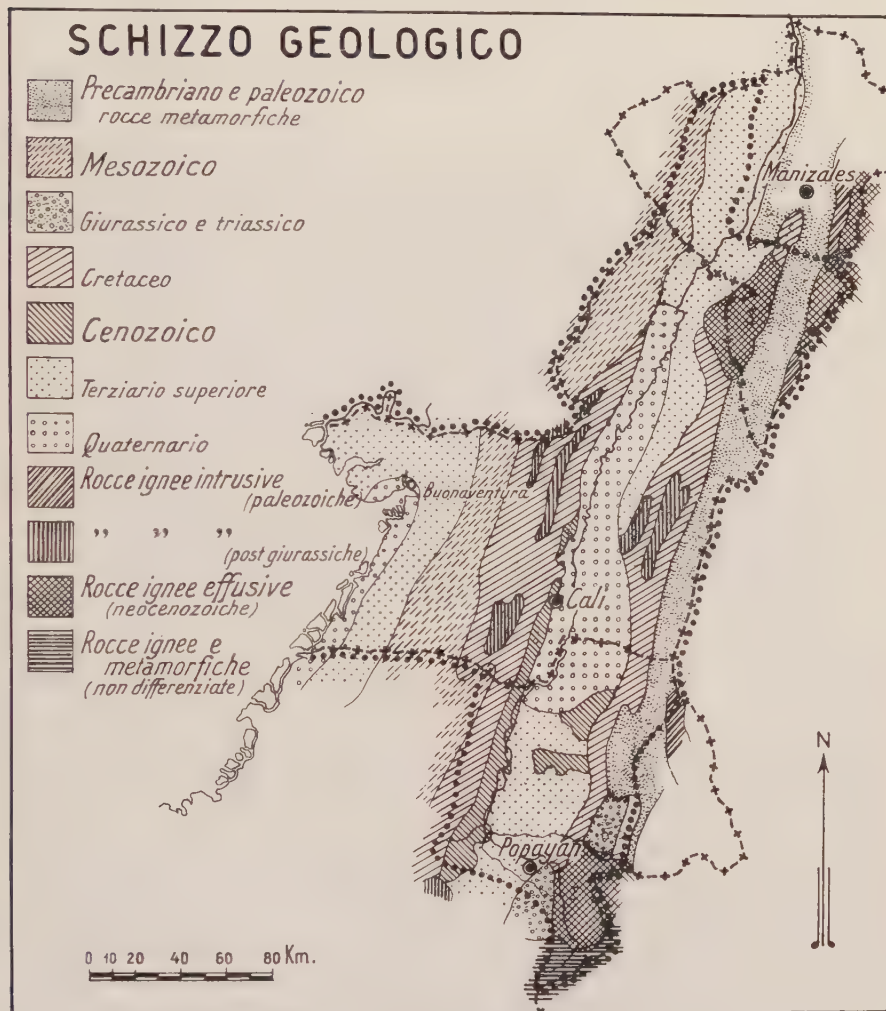 SCHIZZO GEOLOGICO
Precambriano e paleozoico
rocce metamorfiche
Mesozoico
Giurassico e triassico
Cretaceo
Cenozoico
Terziario superiore
Quaternario
Rocce ignee intrusive
(paleozoiche)
" " "
(post giurassiche)
Rocce ignee effusive
(neocenozoiche)
Rocce ignee e
metamorfiche
(non differenziate)
Manizales
Buonaventura
Cali
Popayán
N
0 10 20 40 60 80 Km.